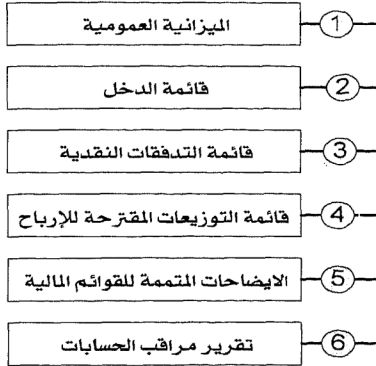 الميزانية العمومية 1
قائمة الدخل 2
قائمة التدفقات النقدية 3
قائمة التوزيعات المقترحة للإرباح 4
الايضاحات المتممة للقوائم المالية 5
تقرير مراقب الحسابات 6